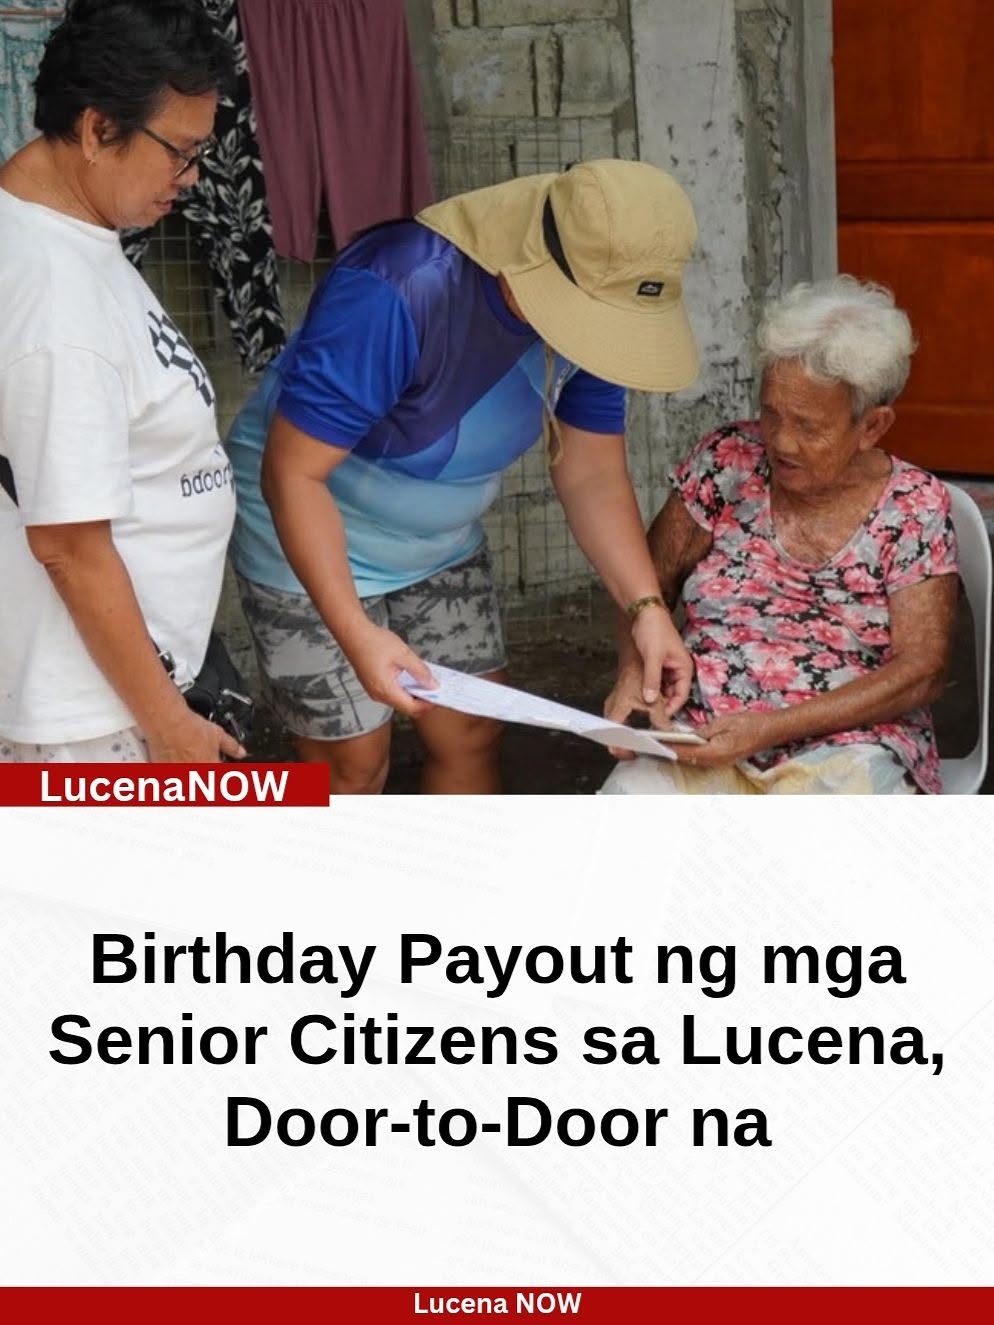 LucenaNOW
Birthday Payout ng mga
Senior Citizens sa Lucena,
Door-to-Door na
Lucena NOW